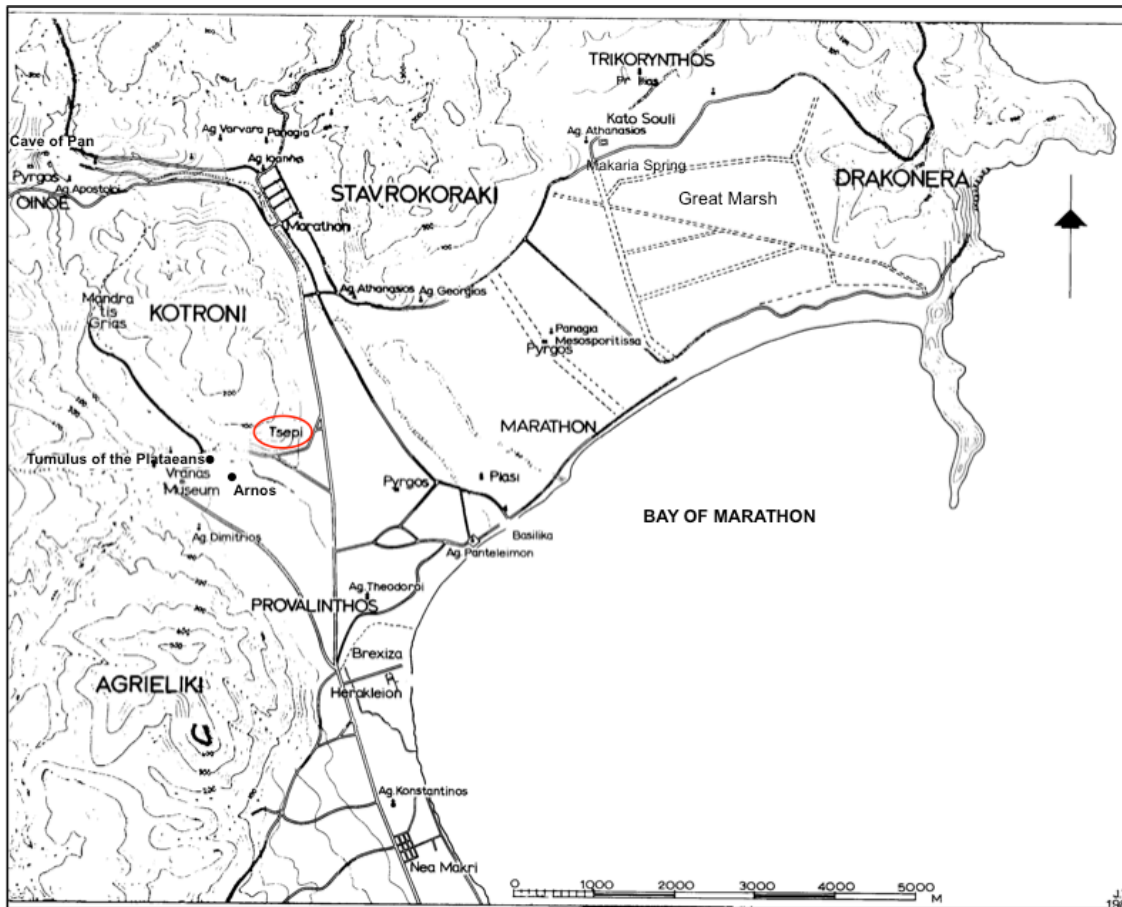 TRIKORYNTHOS
Kato Souli
Ag. Athanasios
Makaria Spring
Great Marsh
DRAKONERA
Ag Varvara
Panagia
Cave of Pan
Ag Ioannis
Pyrgos
Ag. Apostoloi
OINOE
STAVROKORAKI
Marathon
Ag Athanasios
Ag. Georgios
Mandra
tis
Grias
KOTRONI
200
Panagia
Mesosporitissa
Pyrgos
MARATHON
Tsepi
Tumulus of the Plataeans
Vranas
Museum
Arnos
Pyrgos
Plasi
BAY OF MARATHON
Basilika
Ag. Panteleimon
Ag. Dimitrios
Ag Theodoroi
PROVALINTHOS
Brexiza
Herakleion
AGRIELIKI
Ag. Konstantinos
Nea Makri
0 1000 2000 3000 4000 5000
M